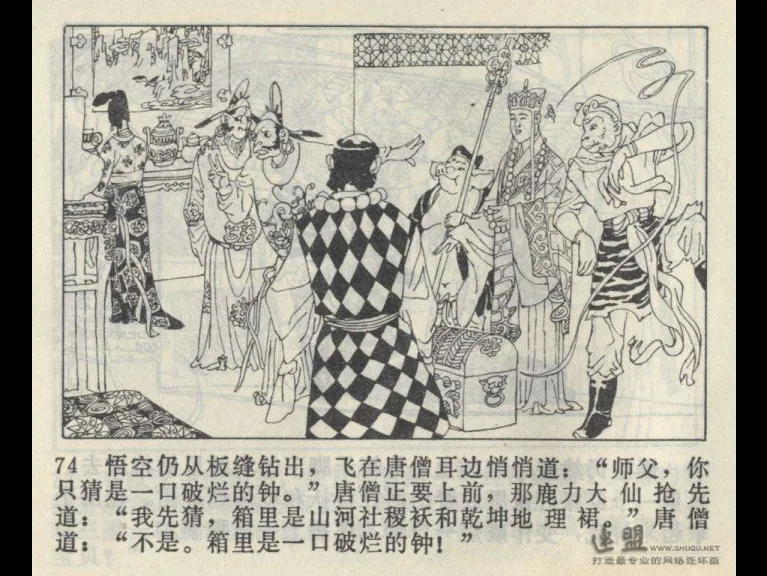 74 悟空仍从板缝钻出，飞在唐僧耳边悄悄道：“师父，你
只猜是一口破烂的钟。”唐僧正要上前，那鹿力大仙抢先
道：“我先猜，箱里是山河社稷袄和乾坤地理裙。”唐僧
道：“不是。箱里是一口破烂的钟！”
连盟 WWW.SHUQU.NET
打造最专业的网络连环画